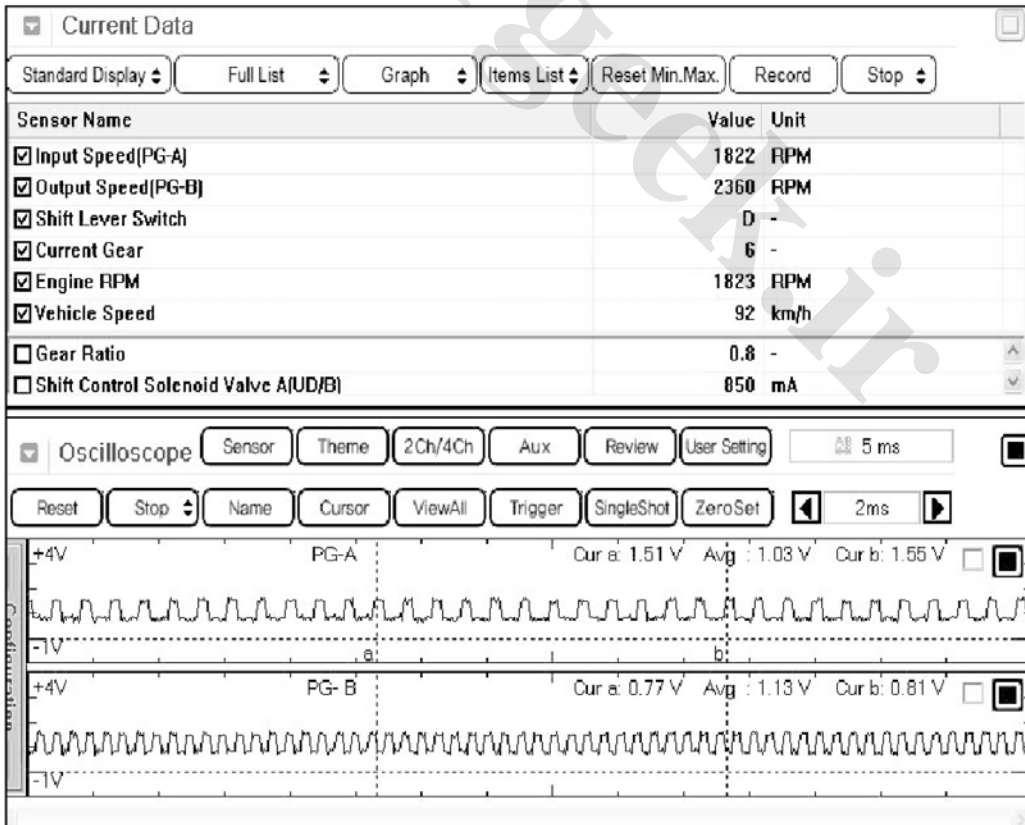 Current Data
Standard Display Full List Graph Items List Reset Min.Max. Record Stop
Sensor Name Value Unit
Input Speed(PG-A) 1822 RPM
Output Speed(PG-B) 2360 RPM
Shift Lever Switch D -
Current Gear 6 -
Engine RPM 1823 RPM
Vehicle Speed 92 km/h
Gear Ratio 0.8 -
Shift Control Solenoid Valve A(UD/B) 850 mA
Oscilloscope Sensor Theme 2Ch/4Ch Aux Review User Setting 5 ms
Reset Stop Name Cursor ViewAll Trigger SingleShot ZeroSet 2ms
+4V PG-A Cur a: 1.51 V Avg : 1.03 V Cur b: 1.55 V
-1V a b
+4V PG-B Cur a: 0.77 V Avg : 1.13 V Cur b: 0.81 V
-1V
Configuration
geek.ir